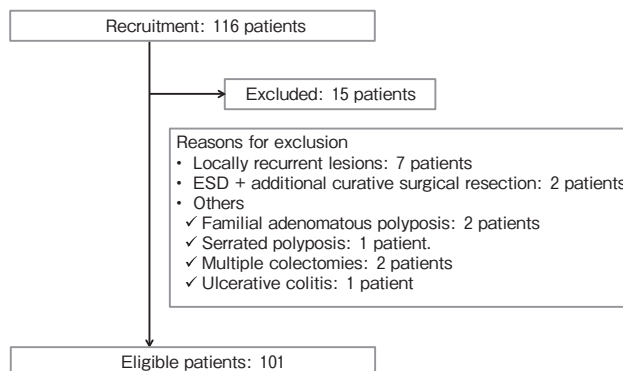 Recruitment: 116 patients
Excluded: 15 patients
Reasons for exclusion
• Locally recurrent lesions: 7 patients
• ESD + additional curative surgical resection: 2 patients
• Others
✓ Familial adenomatous polyposis: 2 patients
✓ Serrated polyposis: 1 patient.
✓ Multiple colectomies: 2 patients
✓ Ulcerative colitis: 1 patient
Eligible patients: 101